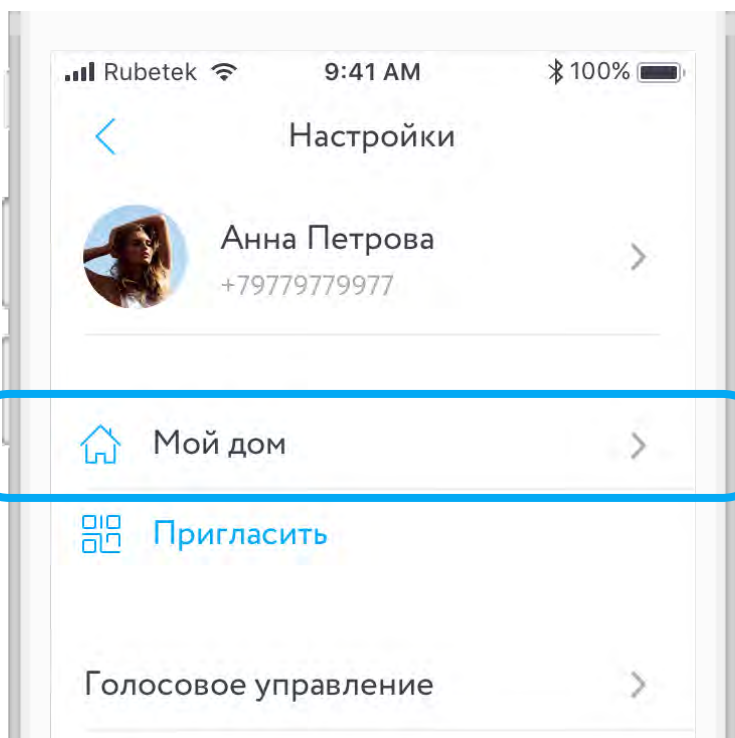 Rubetek 9:41 AM 100%
Настройки
Анна Петрова
+79779779977
Мой дом
Пригласить
Голосовое управление